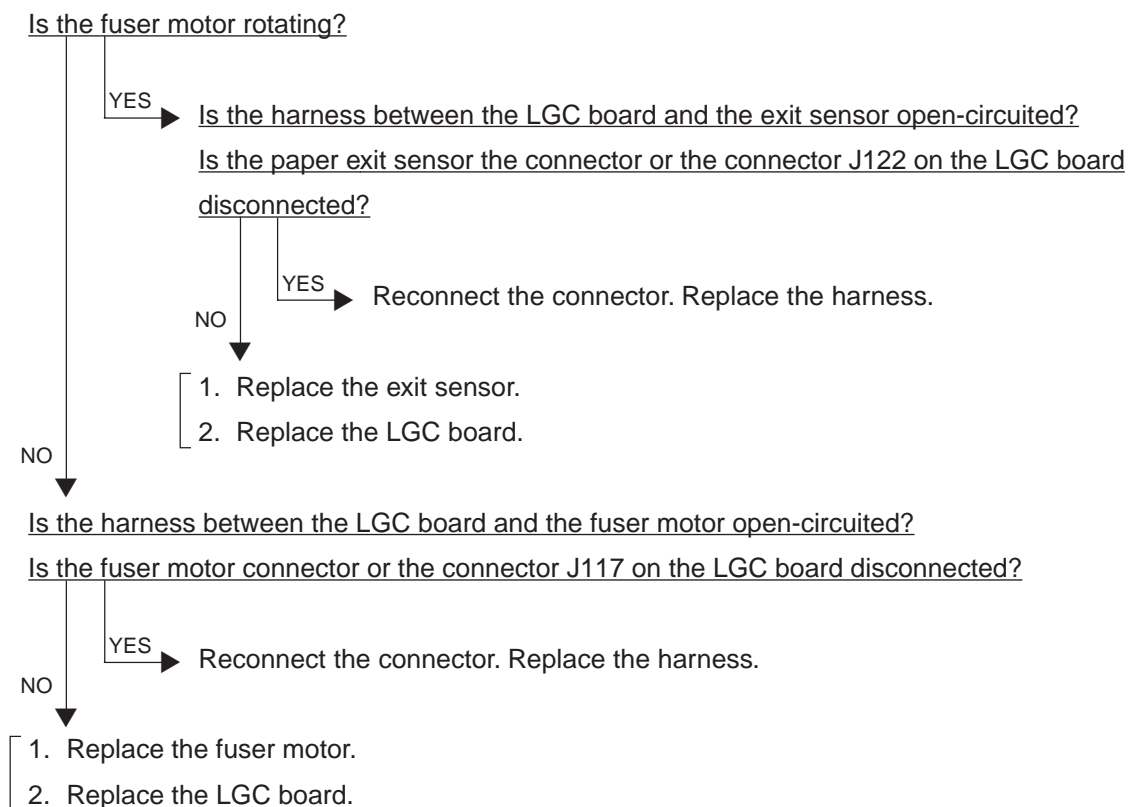 Is the fuser motor rotating?
YES
Is the harness between the LGC board and the exit sensor open-circuited?
Is the paper exit sensor the connector or the connector J122 on the LGC board
disconnected?
YES
Reconnect the connector. Replace the harness.
NO
1. Replace the exit sensor.
2. Replace the LGC board.
NO
Is the harness between the LGC board and the fuser motor open-circuited?
Is the fuser motor connector or the connector J117 on the LGC board disconnected?
YES
Reconnect the connector. Replace the harness.
NO
1. Replace the fuser motor.
2. Replace the LGC board.